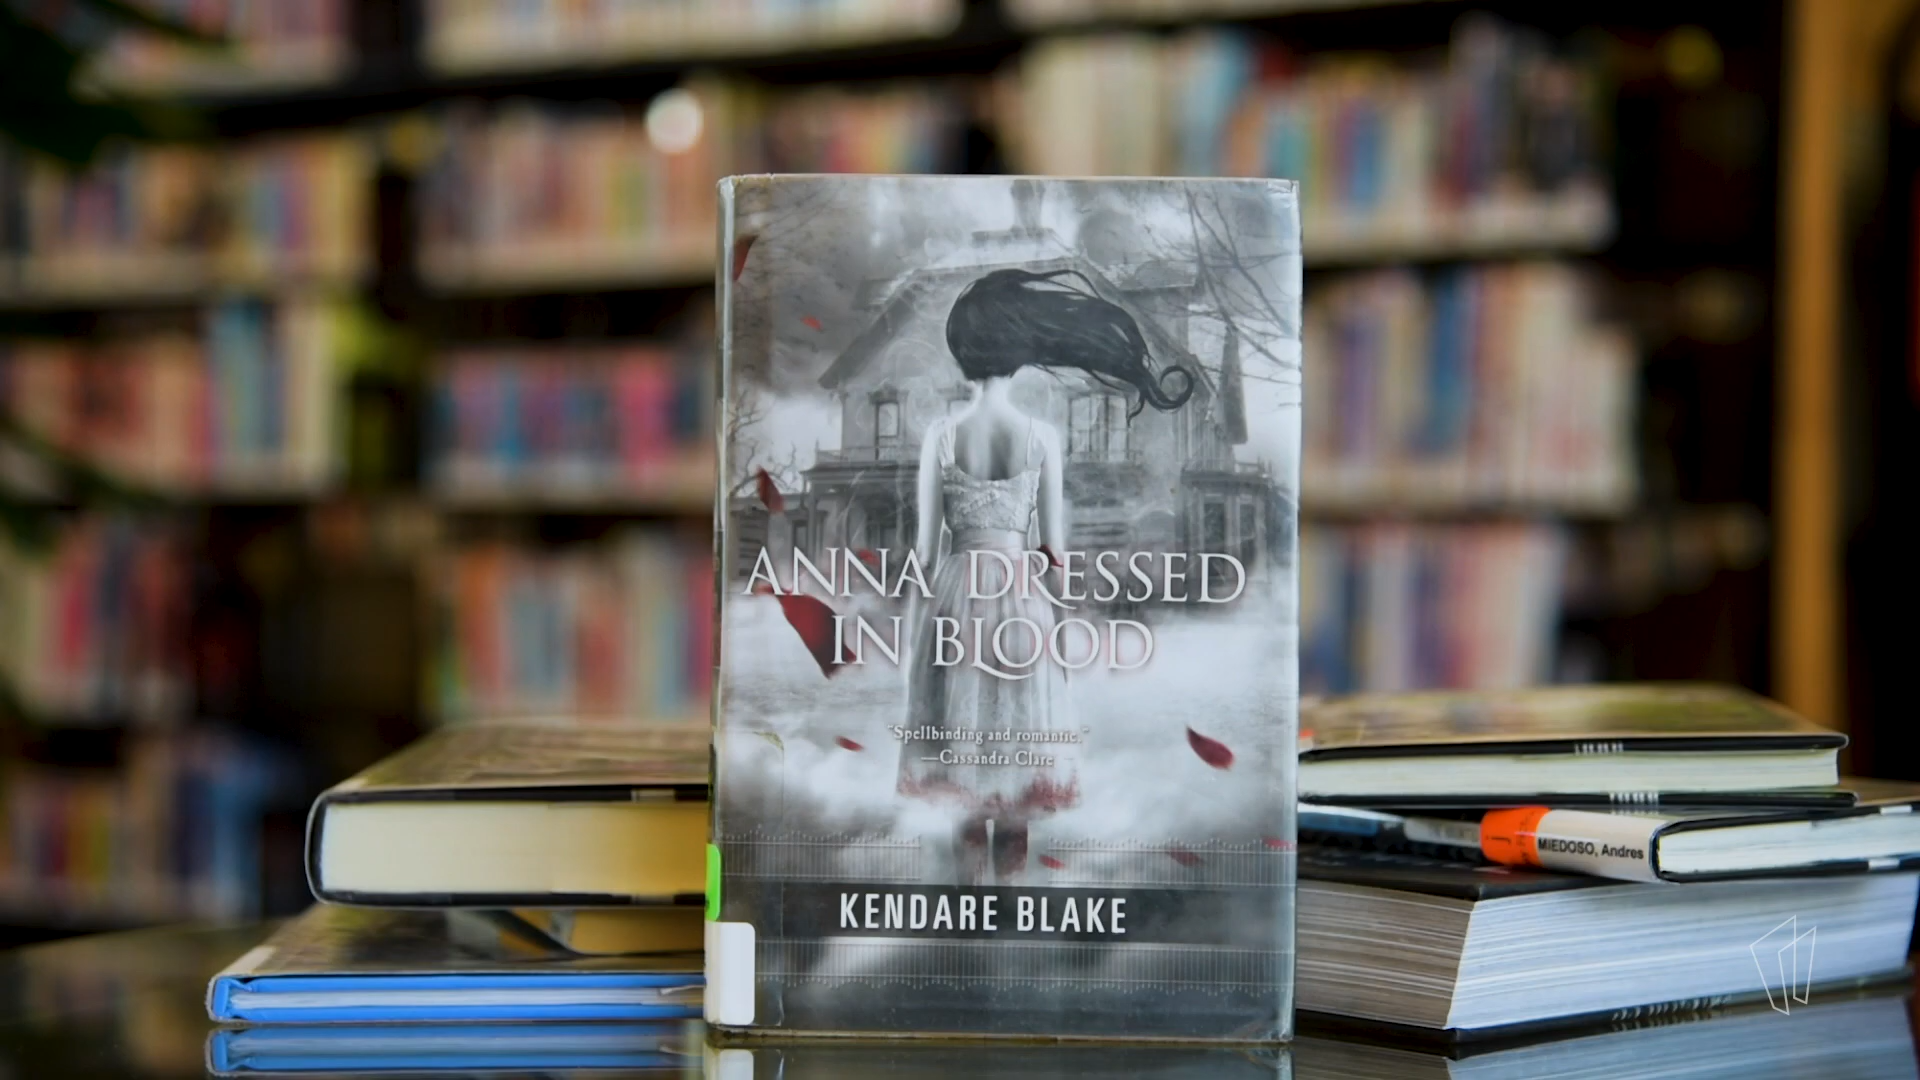 ANNA DRESSED
IN BLOOD
"Spellbinding and romantic."
—Cassandra Clare
KENDARE BLAKE
MIEDOSO, Andres